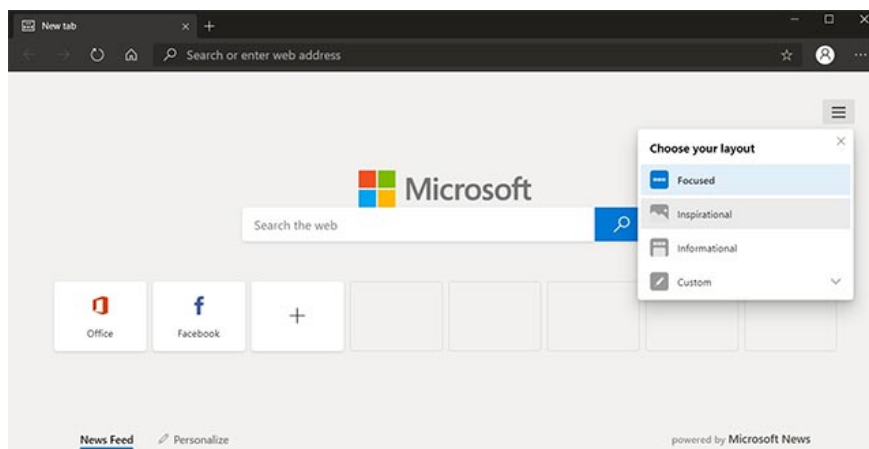 New tab
Search or enter web address
Choose your layout
Focused
Microsoft
Inspirational
Search the web
Informational
Custom
Office
Facebook
News Feed
Personalize
powered by Microsoft News